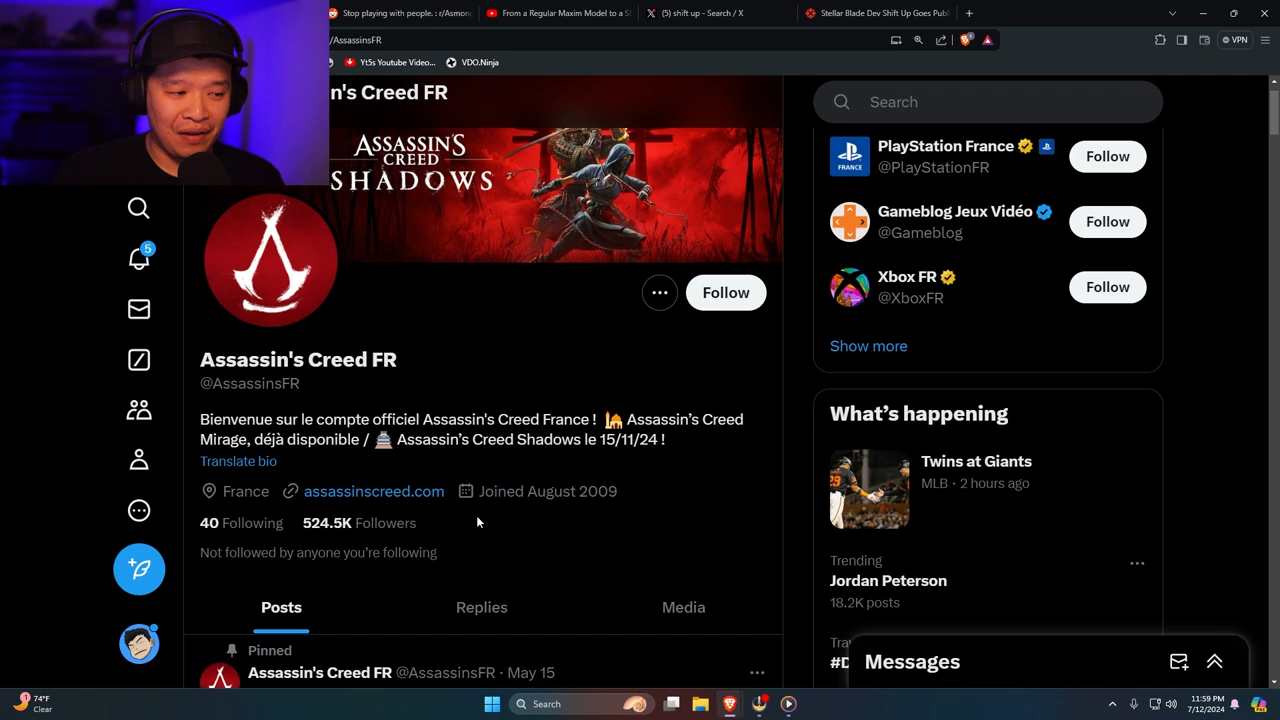 Stop playing with people. : r/Asmong
From a Regular Maxim Model to a S
(5) shift up - Search / X
Stellar Blade Dev Shift Up Goes Publ
/AssassinsFR
VPN
Yt5s Youtube Video...
VDO.Ninja
n's Creed FR
ASSASSIN'S
CREED
SHADOWS
Follow
Assassin's Creed FR
@AssassinsFR
Bienvenue sur le compte officiel Assassin's Creed France ! 🕌 Assassin’s Creed
Mirage, déjà disponible / 🏯 Assassin’s Creed Shadows le 15/11/24 !
Translate bio
France
assassinscreed.com
Joined August 2009
40 Following
524.5K Followers
Not followed by anyone you’re following
Posts
Replies
Media
Pinned
Assassin's Creed FR @AssassinsFR · May 15
5
Search
PlayStation France
@PlayStationFR
Follow
FRANCE
Gameblog Jeux Vidéo
@Gameblog
Follow
Xbox FR
@XboxFR
Follow
Show more
What’s happening
Twins at Giants
MLB · 2 hours ago
Trending
Jordan Peterson
18.2K posts
Messages
74°F
Clear
Search
11:59 PM
7/12/2024